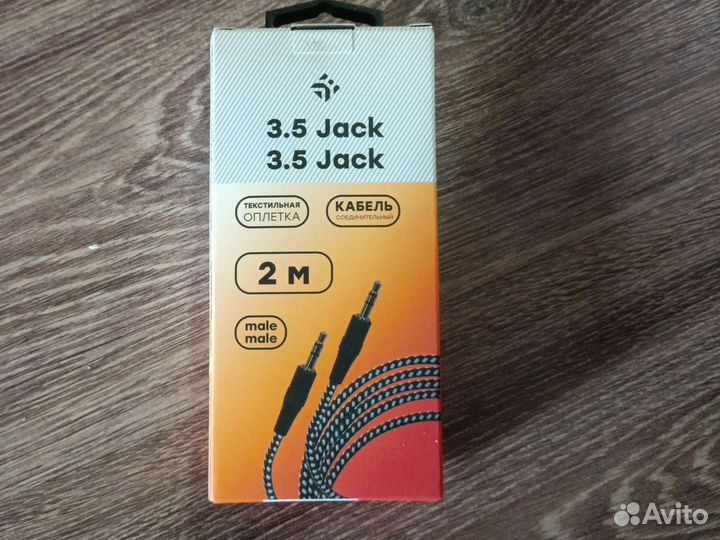 3.5 Jack
3.5 Jack
ТЕКСТИЛЬНАЯ
ОПЛЕТКА
КАБЕЛЬ
СОЕДИНИТЕЛЬНЫЙ
2 м
male
male
Avito